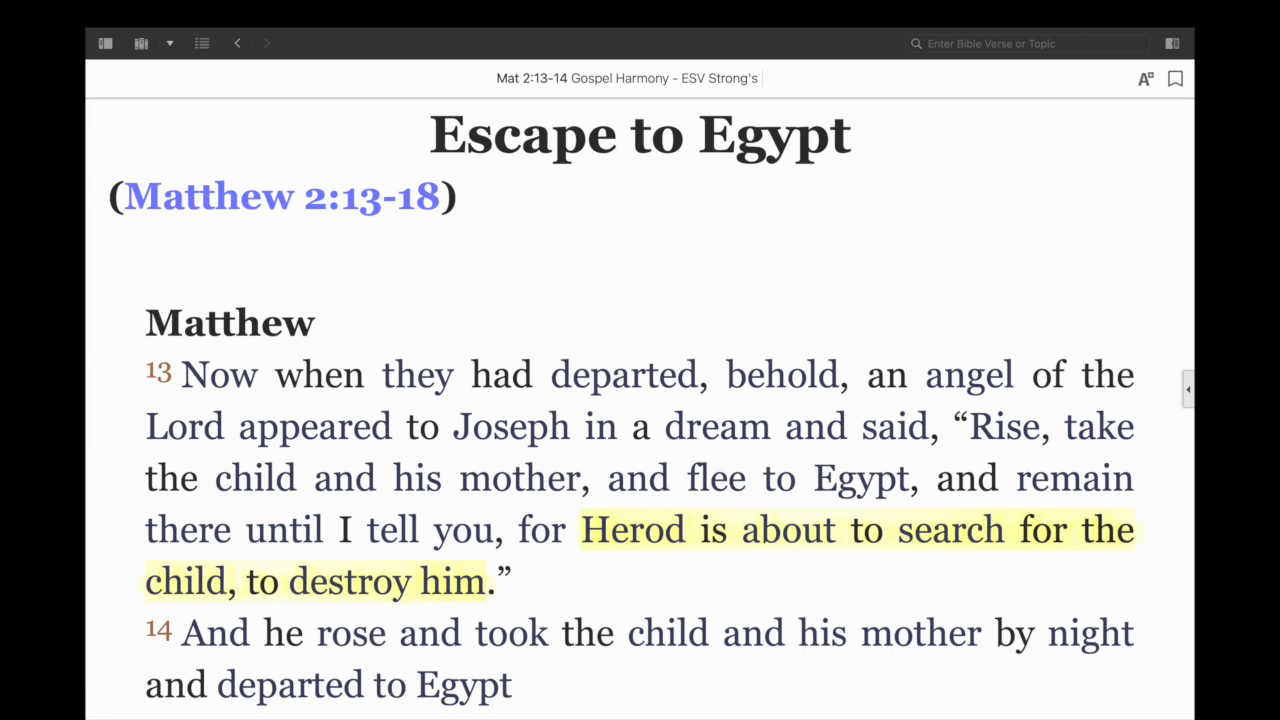 Enter Bible Verse or Topic
Mat 2:13-14 Gospel Harmony - ESV Strong's
A
Escape to Egypt
(Matthew 2:13-18)
Matthew
13 Now when they had departed, behold, an angel of the
Lord appeared to Joseph in a dream and said, “Rise, take
the child and his mother, and flee to Egypt, and remain
there until I tell you, for Herod is about to search for the
child, to destroy him.”
14 And he rose and took the child and his mother by night
and departed to Egypt